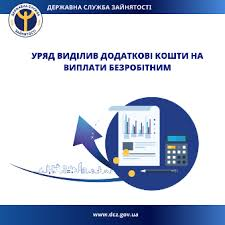 ДЕРЖАВНА СЛУЖБА ЗАЙНЯТОСТІ
УРЯД ВИДІЛИВ ДОДАТКОВІ КОШТИ НА
ВИПЛАТИ БЕЗРОБІТНИМ
www.dcz.gov.ua